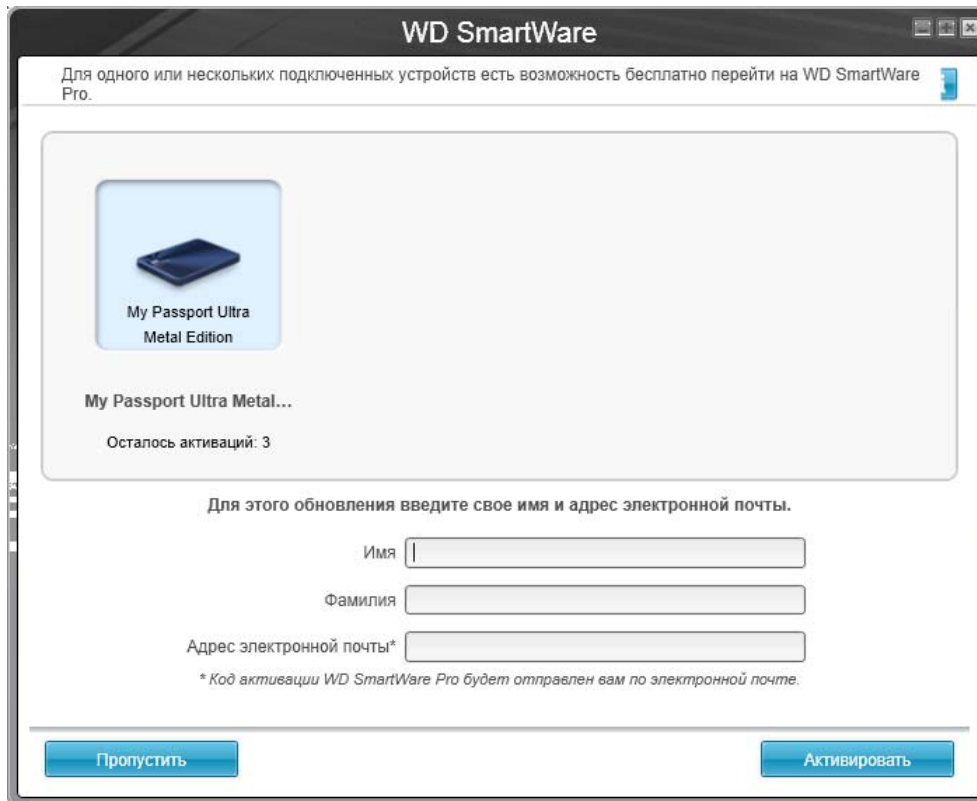 WD SmartWare
Для одного или нескольких подключенных устройств есть возможность бесплатно перейти на WD SmartWare
Pro.
My Passport Ultra
Metal Edition
My Passport Ultra Metal...
Осталось активаций: 3
Для этого обновления введите свое имя и адрес электронной почты.
Имя
Фамилия
Адрес электронной почты*
* Код активации WD SmartWare Pro будет отправлен вам по электронной почте.
Пропустить
Активировать